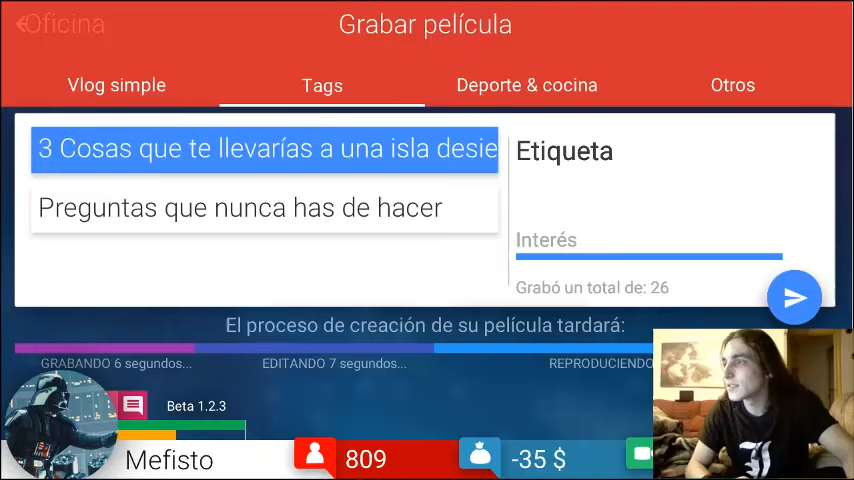 Oficina
Grabar película
Vlog simple
Tags
Deporte & cocina
Otros
3 Cosas que te llevarías a una isla desie
Preguntas que nunca has de hacer
Etiqueta
Interés
Grabó un total de: 26
El proceso de creación de su película tardará:
GRABANDO 6 segundos...
EDITANDO 7 segundos...
REPRODUCIENDO
Beta 1.2.3
Mefisto
809
-35 $